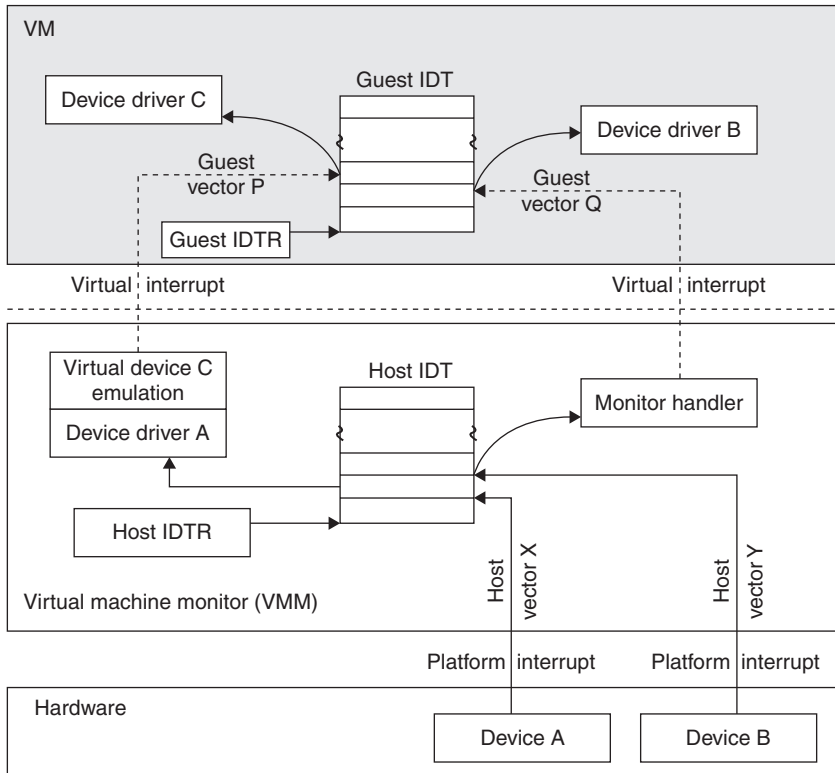 VM
Guest IDT
Device driver C
Device driver B
Guest
vector P
Guest
vector Q
Guest IDTR
Virtual interrupt
Virtual interrupt
Virtual device C
emulation
Device driver A
Host IDT
Monitor handler
Host IDTR
Host
vector X
Host
vector Y
Virtual machine monitor (VMM)
Platform interrupt
Platform interrupt
Hardware
Device A
Device B